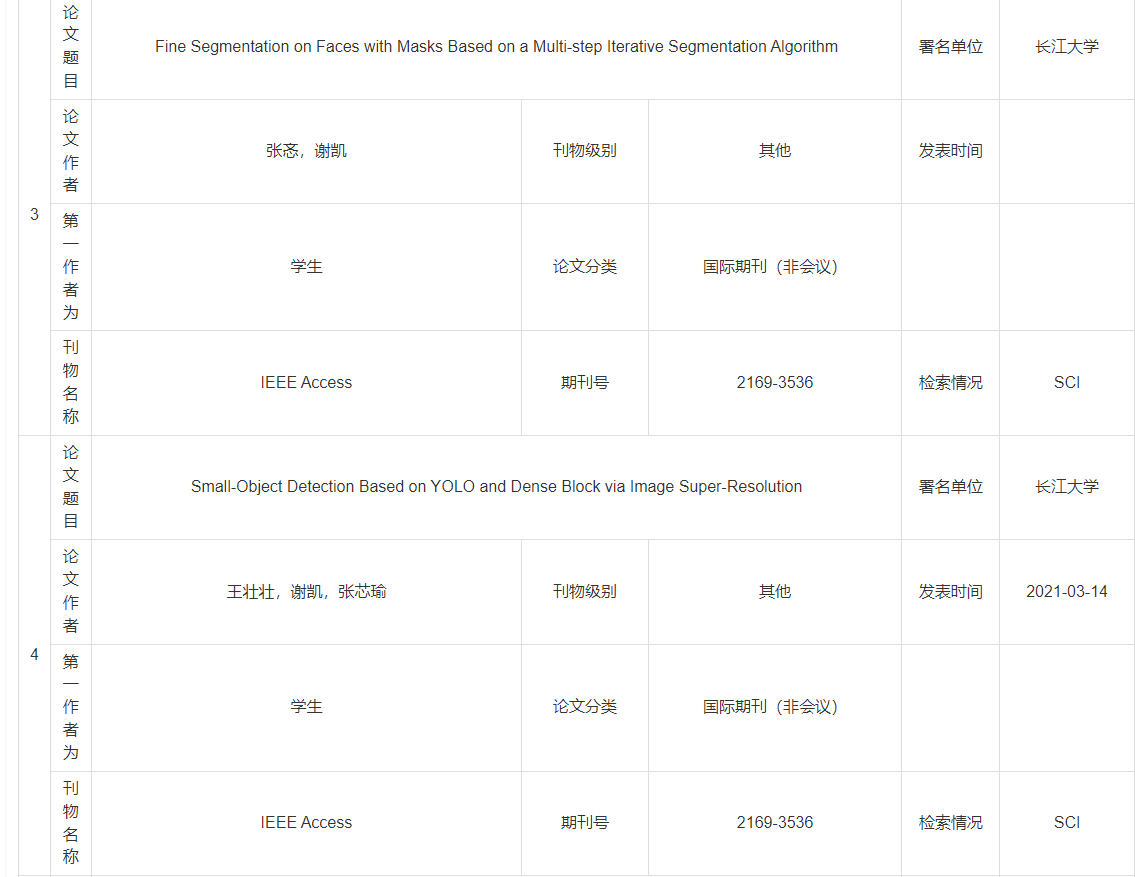 论文题目 Fine Segmentation on Faces with Masks Based on a Multi-step Iterative Segmentation Algorithm 署名单位 长江大学
3
论文作者 张忞，谢凯 刊物级别 其他 发表时间
第一作者为 学生 论文分类 国际期刊（非会议）
刊物名称 IEEE Access 期刊号 2169-3536 检索情况 SCI
4
论文题目 Small-Object Detection Based on YOLO and Dense Block via Image Super-Resolution 署名单位 长江大学
论文作者 王壮壮，谢凯，张芯瑜 刊物级别 其他 发表时间 2021-03-14
第一作者为 学生 论文分类 国际期刊（非会议）
刊物名称 IEEE Access 期刊号 2169-3536 检索情况 SCI